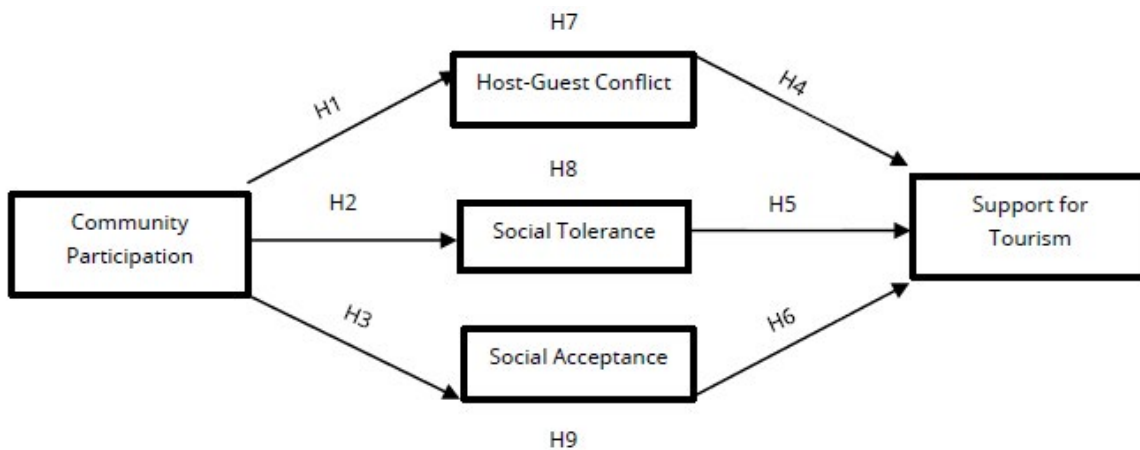 H7
Host-Guest Conflict
H1
H4
H8
H2
H5
Community
Participation
Social Tolerance
Support for
Tourism
H3
H6
Social Acceptance
H9